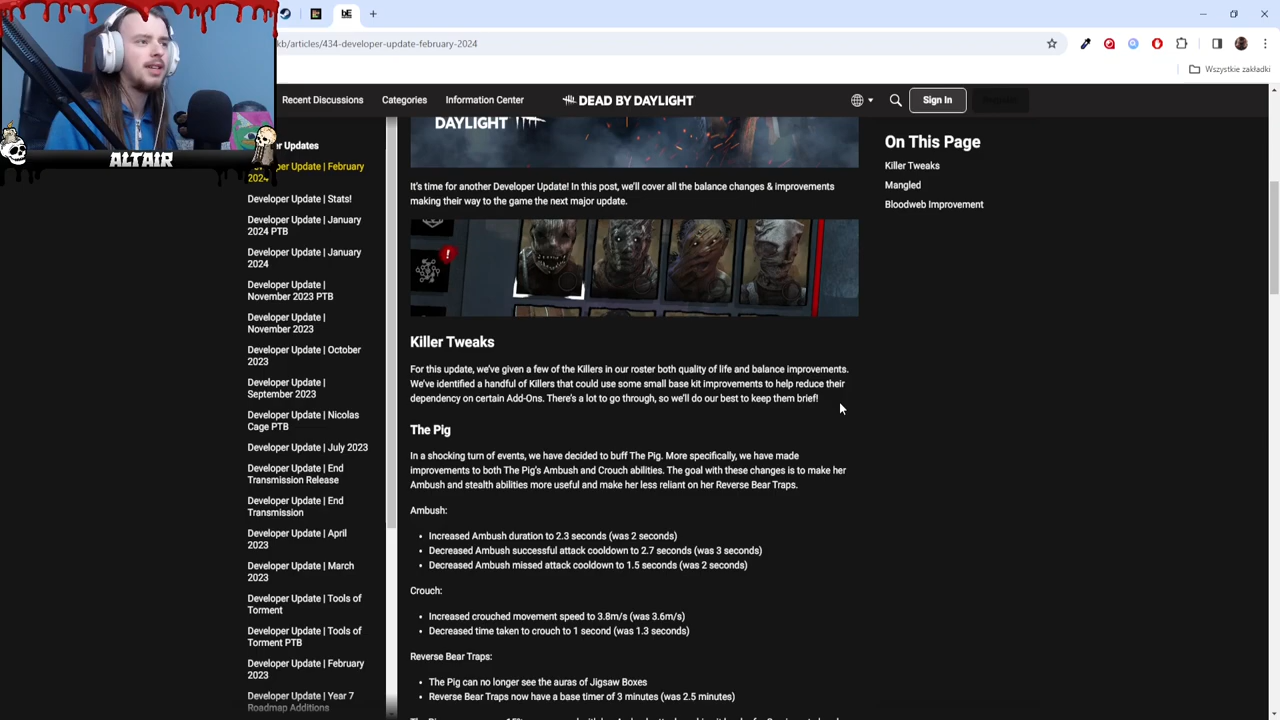 kb/articles/434-developer-update-february-2024
Wszystkie zakładki
Recent Discussions
Categories
Information Center
DEAD BY DAYLIGHT
Sign In
ALTAIR
er Updates
Developer Update | February
2024
Developer Update | Stats!
Developer Update | January
2024 PTB
Developer Update | January
2024
Developer Update |
November 2023 PTB
Developer Update |
November 2023
Developer Update | October
2023
Developer Update |
September 2023
Developer Update | Nicolas
Cage PTB
Developer Update | July 2023
Developer Update | End
Transmission Release
Developer Update | End
Transmission
Developer Update | April
2023
Developer Update | March
2023
Developer Update | Tools of
Torment
Developer Update | Tools of
Torment PTB
Developer Update | February
2023
Developer Update | Year 7
Roadmap Additions
DAYLIGHT
It's time for another Developer Update! In this post, we'll cover all the balance changes & improvements
making their way to the game the next major update.
Killer Tweaks
For this update, we've given a few of the Killers in our roster both quality of life and balance improvements.
We've identified a handful of Killers that could use some small base kit improvements to help reduce their
dependency on certain Add-Ons. There's a lot to go through, so we'll do our best to keep them brief!
The Pig
In a shocking turn of events, we have decided to buff The Pig. More specifically, we have made
improvements to both The Pig's Ambush and Crouch abilities. The goal with these changes is to make her
Ambush and stealth abilities more useful and make her less reliant on her Reverse Bear Traps.
Ambush:
• Increased Ambush duration to 2.3 seconds (was 2 seconds)
• Decreased Ambush successful attack cooldown to 2.7 seconds (was 3 seconds)
• Decreased Ambush missed attack cooldown to 1.5 seconds (was 2 seconds)
Crouch:
• Increased crouched movement speed to 3.8m/s (was 3.6m/s)
• Decreased time taken to crouch to 1 second (was 1.3 seconds)
Reverse Bear Traps:
• The Pig can no longer see the auras of Jigsaw Boxes
• Reverse Bear Traps now have a base timer of 3 minutes (was 2.5 minutes)
On This Page
Killer Tweaks
Mangled
Bloodweb Improvement